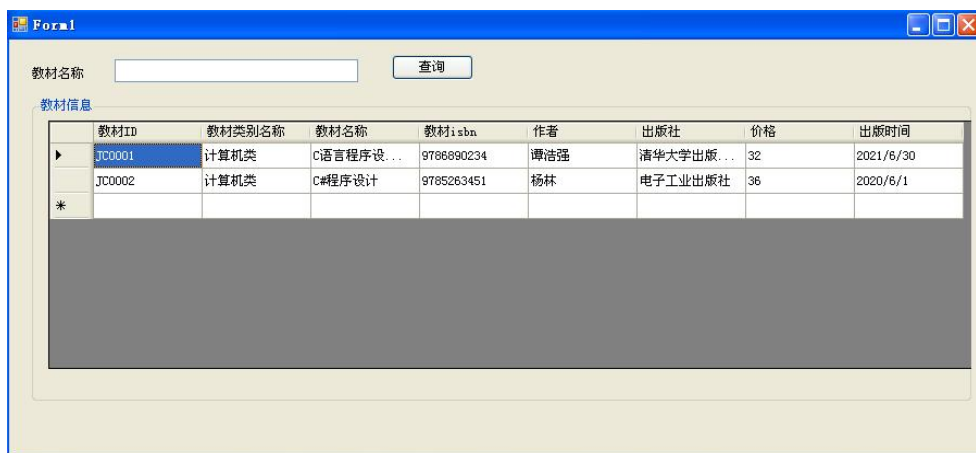 Form1
教材名称 查询
教材信息
教材ID 教材类别名称 教材名称 教材isbn 作者 出版社 价格 出版时间
JC0001 计算机类 C语言程序设... 9786890234 谭浩强 清华大学出版... 32 2021/6/30
JC0002 计算机类 C#程序设计 9785263451 杨林 电子工业出版社 36 2020/6/1